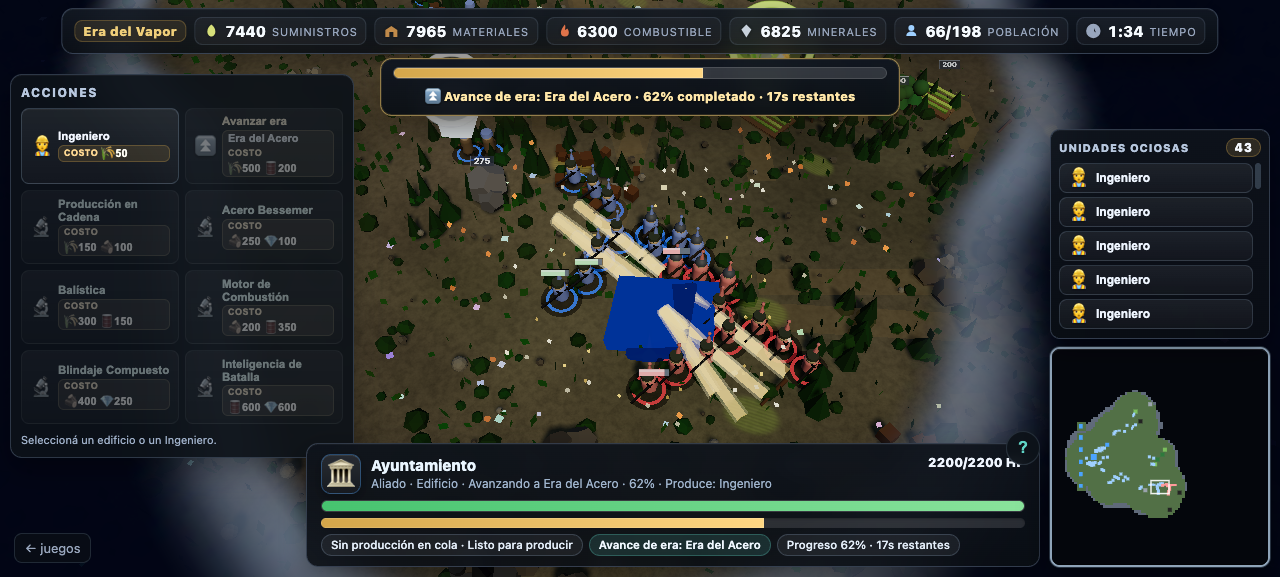 Era del Vapor
7440 SUMINISTROS
7965 MATERIALES
6300 COMBUSTIBLE
6825 MINERALES
66/198 POBLACIÓN
1:34 TIEMPO
Avance de era: Era del Acero · 62% completado · 17s restantes
200
275
ACCIONES
Ingeniero
COSTO 50
Avanzar era
Era del Acero
COSTO
500 200
Producción en
Cadena
COSTO
150 100
Acero Bessemer
COSTO
250 100
Balística
COSTO
300 150
Motor de
Combustión
COSTO
200 350
Blindaje Compuesto
COSTO
400 250
Inteligencia de
Batalla
COSTO
600 600
Seleccioná un edificio o un Ingeniero.
UNIDADES OCIOSAS 43
Ingeniero
Ingeniero
Ingeniero
Ingeniero
Ingeniero
?
Ayuntamiento
2200/2200
Aliado · Edificio · Avanzando a Era del Acero · 62% · Produce: Ingeniero
Sin producción en cola · Listo para producir
Avance de era: Era del Acero
Progreso 62% · 17s restantes
← juegos